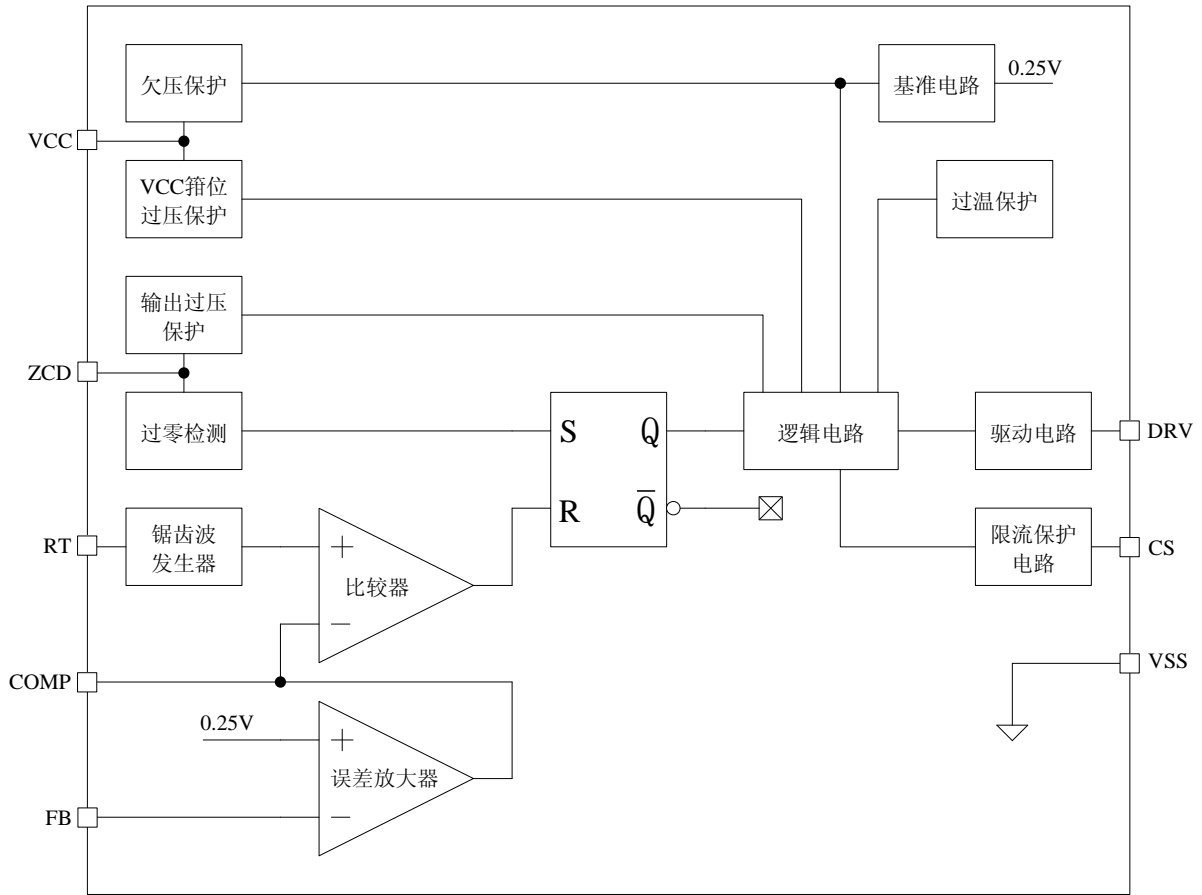 欠压保护
基准电路
0.25V
VCC
VCC箝位
过压保护
过温保护
输出过压
保护
ZCD
过零检测
S
Q
逻辑电路
驱动电路
DRV
R
Q̅
RT
锯齿波
发生器
+
比较器
−
限流保护
电路
CS
VSS
COMP
0.25V
+
误差放大器
−
FB